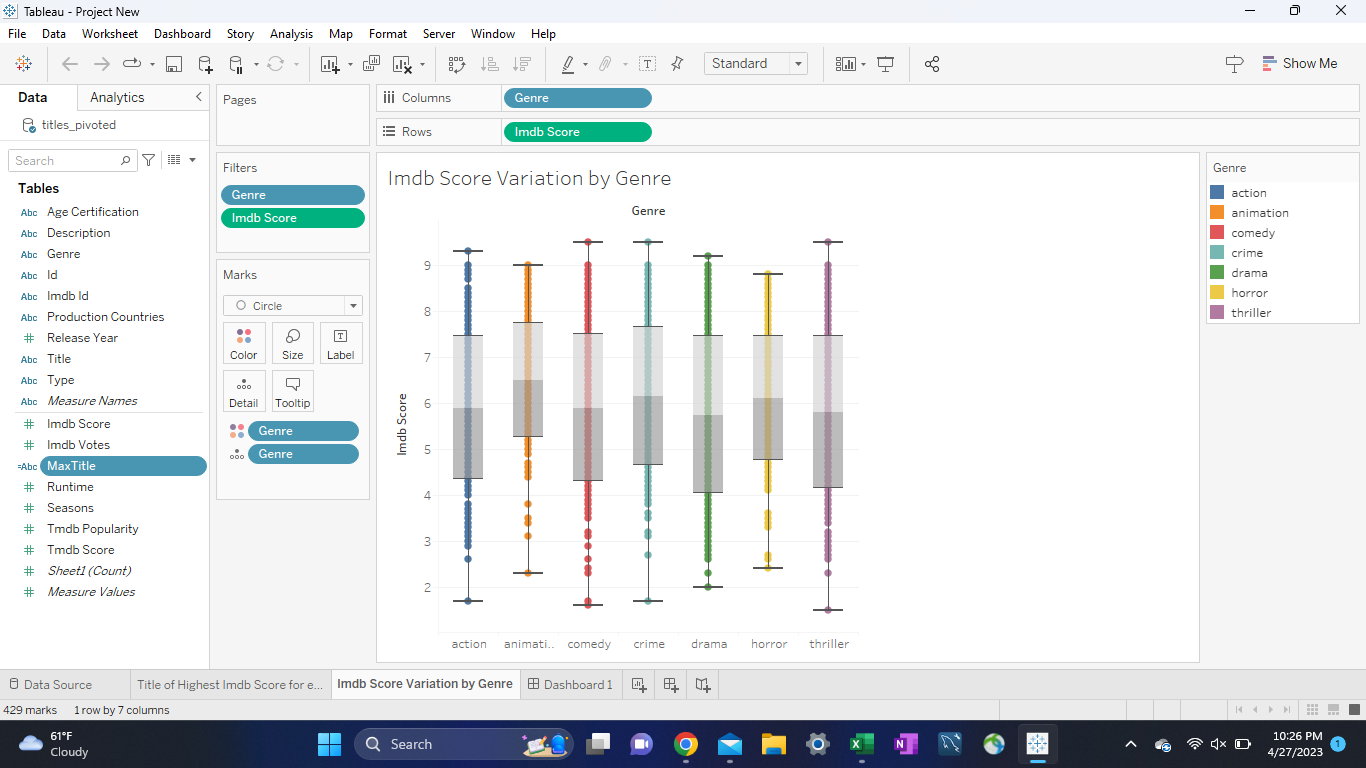 Tableau - Project New
File Data Worksheet Dashboard Story Analysis Map Format Server Window Help
Standard
Show Me
Data Analytics
titles_pivoted
Search
Tables
Abc Age Certification
Abc Description
Abc Genre
Abc Id
Abc Imdb Id
Abc Production Countries
# Release Year
Abc Title
Abc Type
Abc Measure Names
# Imdb Score
# Imdb Votes
=Abc MaxTitle
# Runtime
# Seasons
# Tmdb Popularity
# Tmdb Score
# Sheet1 (Count)
# Measure Values
Pages
Filters
Genre
Imdb Score
Marks
Circle
Color Size Label
Detail Tooltip
Genre
Genre
Columns Genre
Rows Imdb Score
Imdb Score Variation by Genre
Genre
Imdb Score
9
8
7
6
5
4
3
2
action animati.. comedy crime drama horror thriller
Genre
action
animation
comedy
crime
drama
horror
thriller
Data Source Title of Highest Imdb Score for e... Imdb Score Variation by Genre Dashboard 1
429 marks 1 row by 7 columns
61°F
Cloudy
Search
10:26 PM
4/27/2023
1